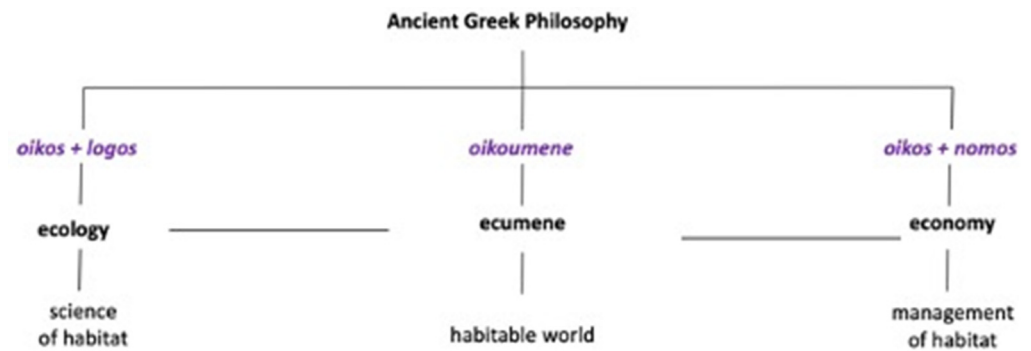 Ancient Greek Philosophy
oikos + logos
oikoumene
oikos + nomos
ecology
ecumene
economy
science
of habitat
habitable world
management
of habitat